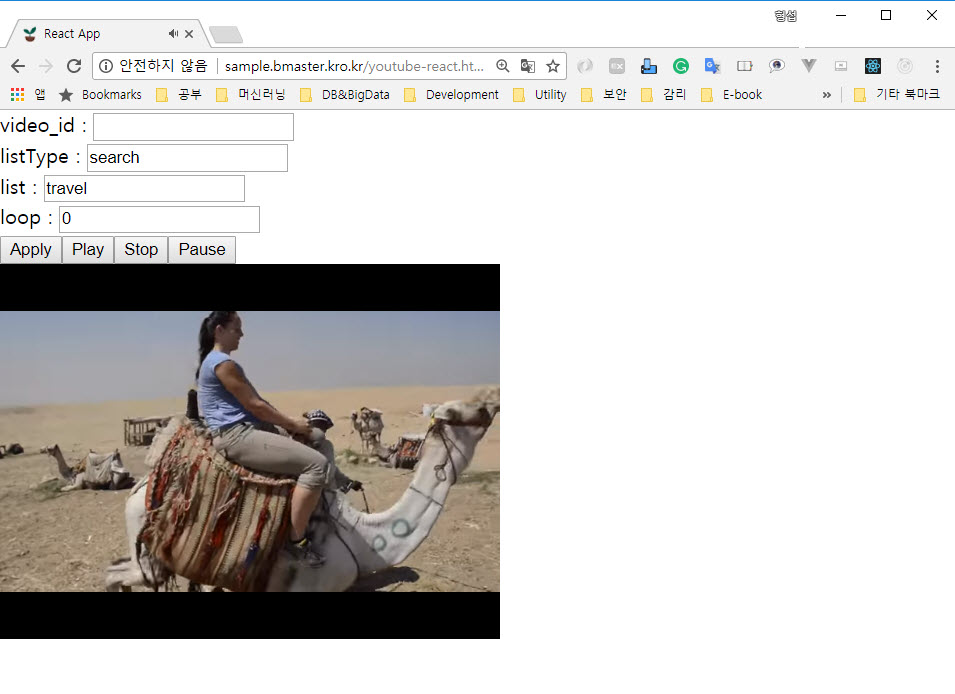 형섭
React App
안전하지 않음 sample.bmaster.kro.kr/youtube-react.ht...
앱 Bookmarks 공부 머신러닝 DB&BigData Development Utility 보안 감리 E-book » 기타 북마크
video_id :
listType : search
list : travel
loop : 0
Apply Play Stop Pause